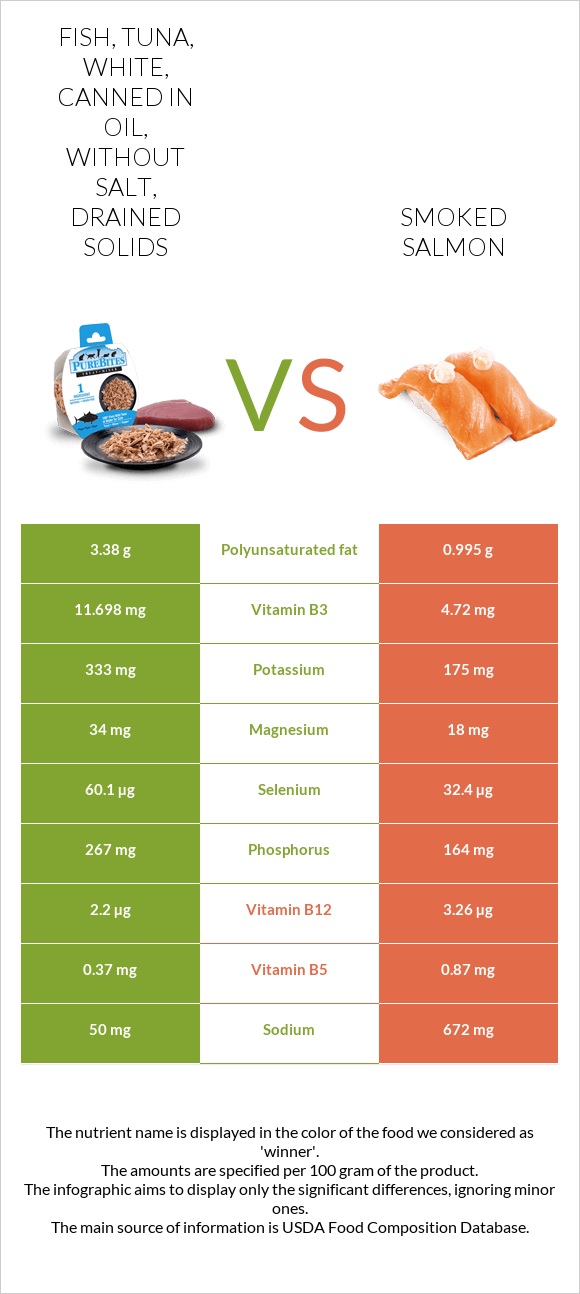 FISH, TUNA,
WHITE,
CANNED IN
OIL,
WITHOUT
SALT,
DRAINED
SOLIDS
SMOKED
SALMON
PUREBITES
1
VS
3.38 g Polyunsaturated fat 0.995 g
11.698 mg Vitamin B3 4.72 mg
333 mg Potassium 175 mg
34 mg Magnesium 18 mg
60.1 µg Selenium 32.4 µg
267 mg Phosphorus 164 mg
2.2 µg Vitamin B12 3.26 µg
0.37 mg Vitamin B5 0.87 mg
50 mg Sodium 672 mg
The nutrient name is displayed in the color of the food we considered as
'winner'.
The amounts are specified per 100 gram of the product.
The infographic aims to display only the significant differences, ignoring minor
ones.
The main source of information is USDA Food Composition Database.